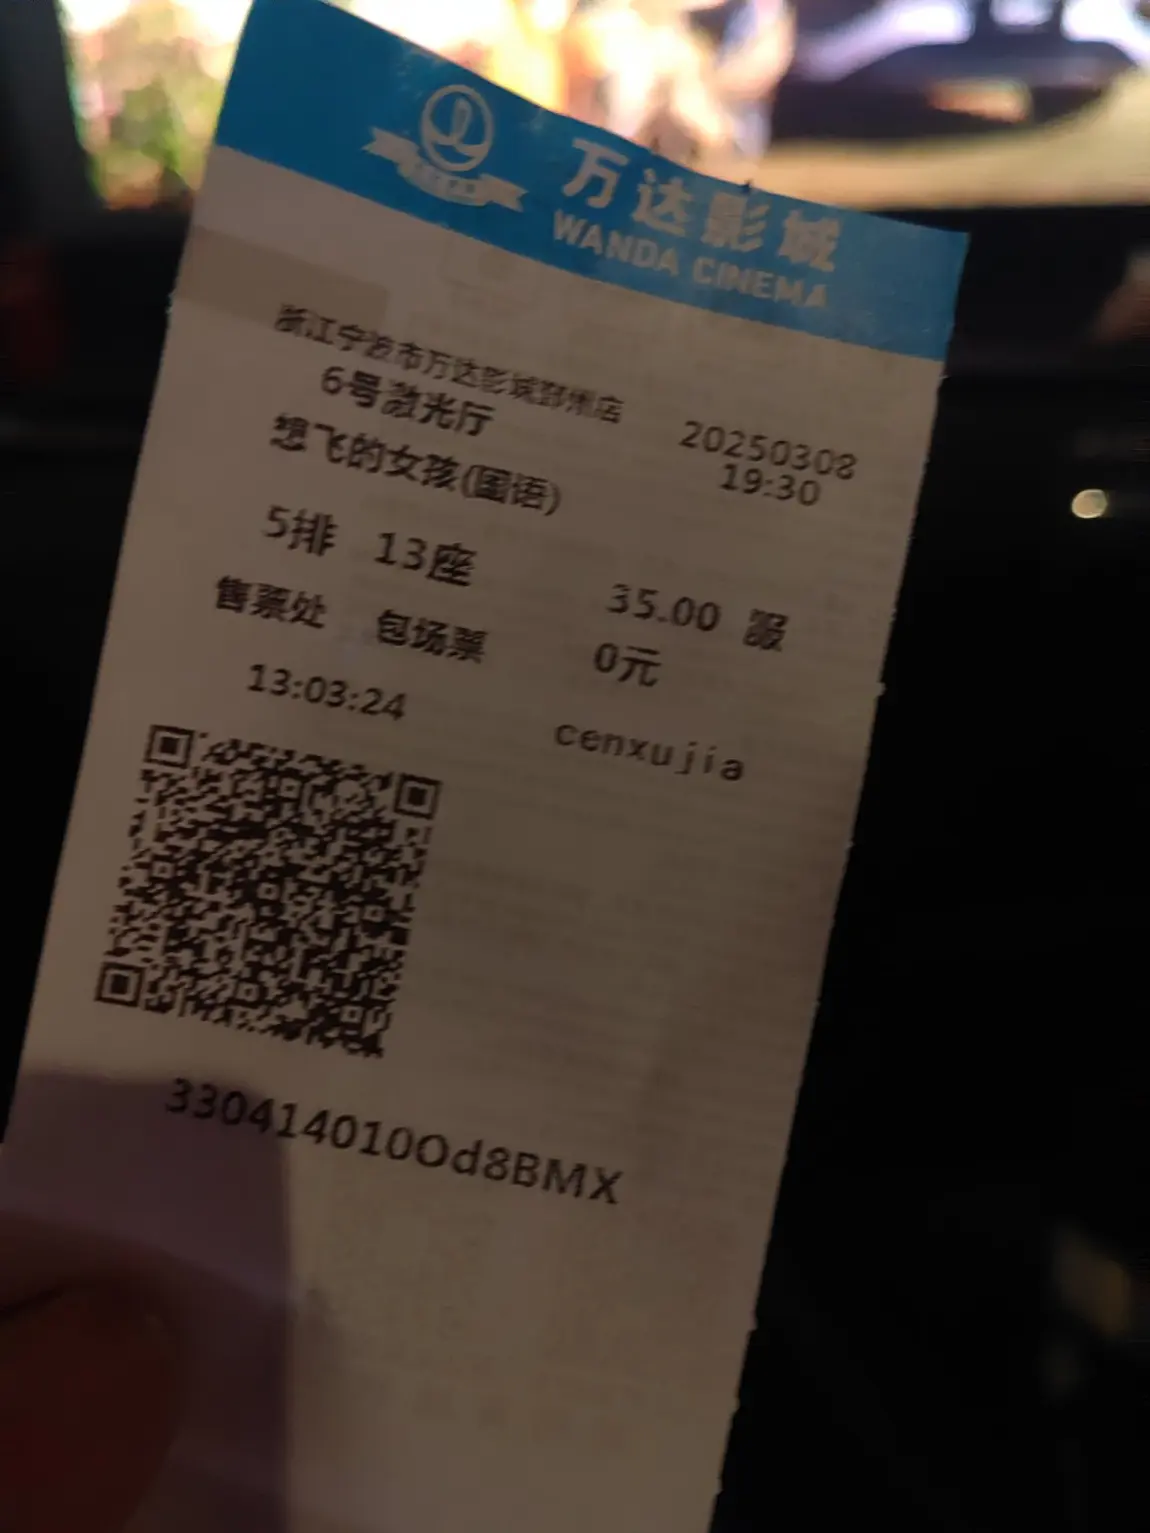 万达影城
WANDA CINEMA
浙江宁波市万达影城鄞州店
6号激光厅
20250308
想飞的女孩(国语)
19:30
5排 13座
35.00 服
售票处 包场票
0元
13:03:24
cenxujia
330414010Od8BMX